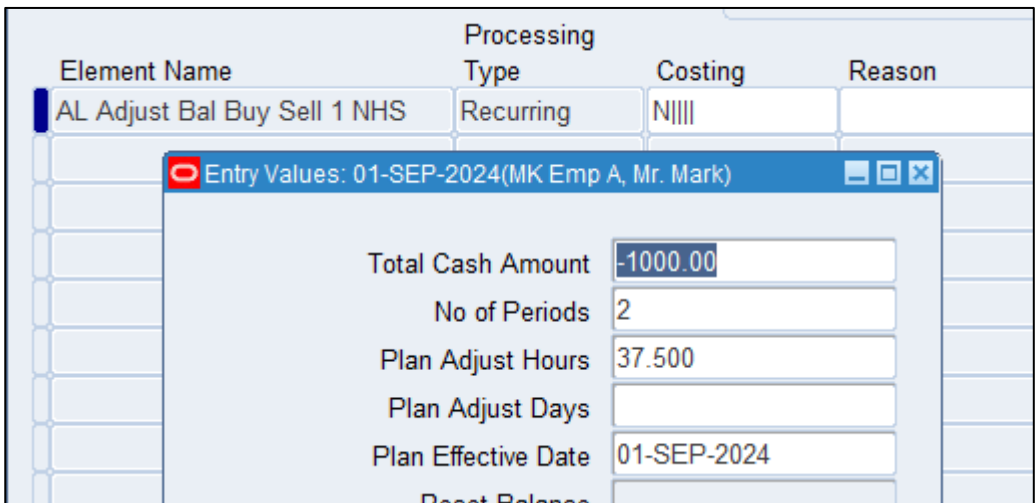 Processing
Element Name Type Costing Reason
AL Adjust Bal Buy Sell 1 NHS Recurring N||||
Entry Values: 01-SEP-2024(MK Emp A, Mr. Mark)
Total Cash Amount -1000.00
No of Periods 2
Plan Adjust Hours 37.500
Plan Adjust Days
Plan Effective Date 01-SEP-2024
Reset Balance